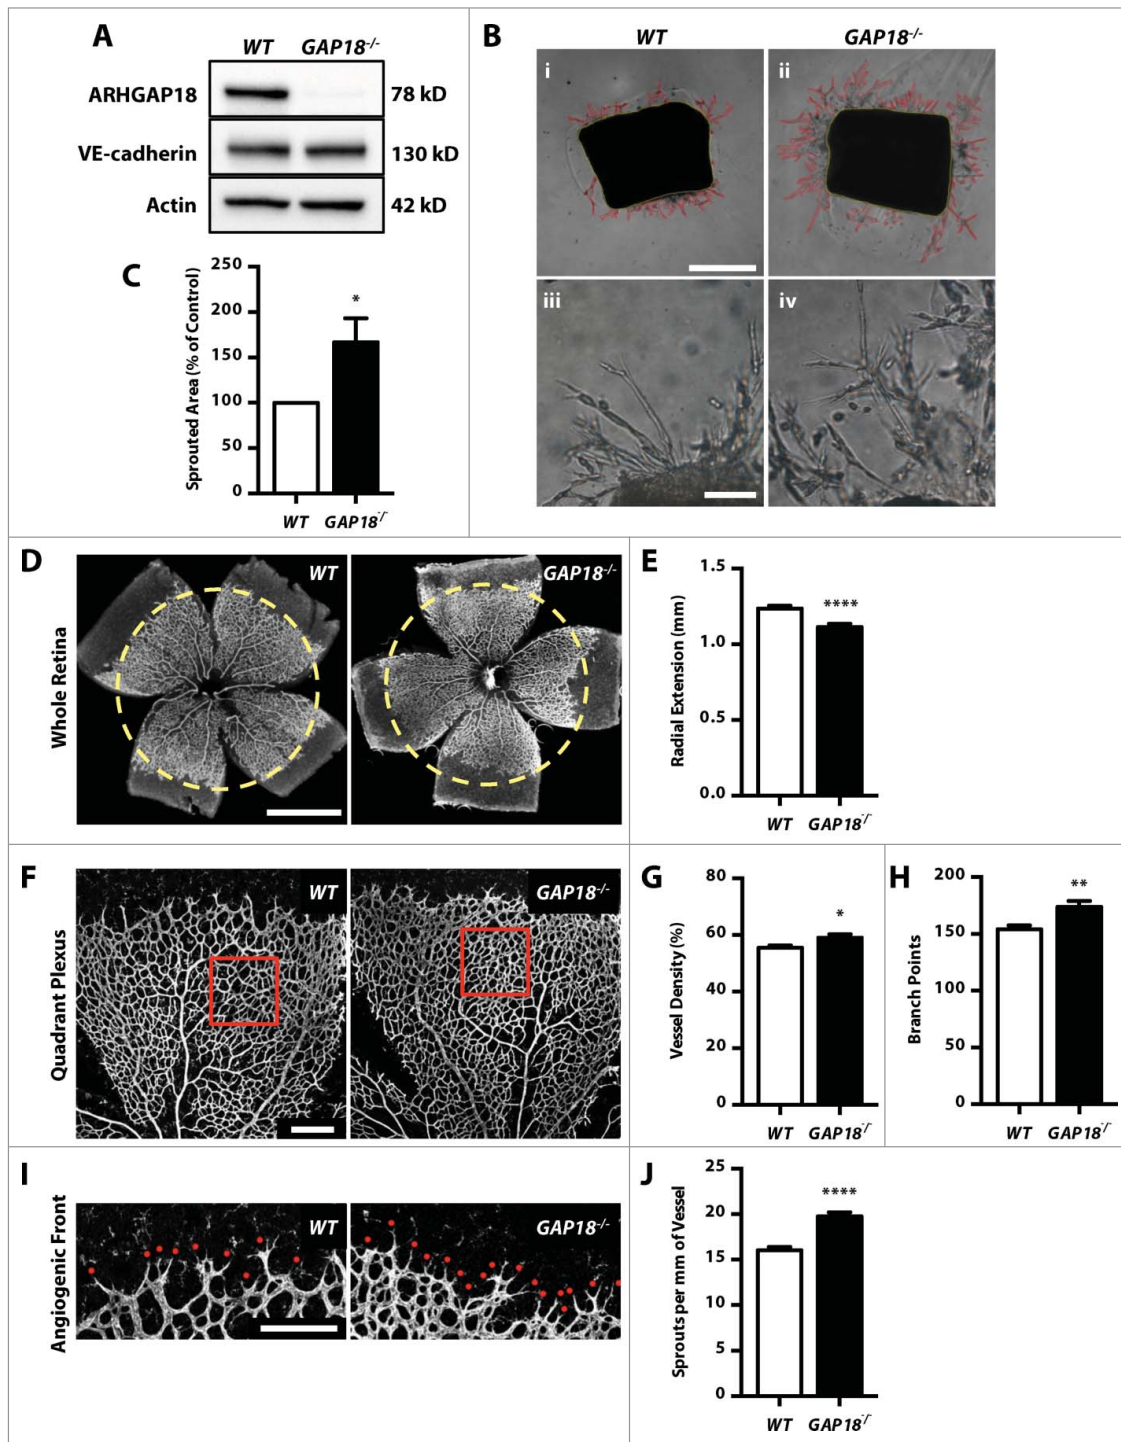 A
WT GAP18-/-
ARHGAP18 78 kD
VE-cadherin 130 kD
Actin 42 kD
B
WT GAP18-/-
i ii
iii iv
C
Sprouted Area (% of Control)
250
200
150
100
50
0
*
WT GAP18-/-
D
Whole Retina
WT
GAP18-/-
E
Radial Extension (mm)
1.5
1.0
0.5
0.0
****
WT GAP18-/-
F
Quadrant Plexus
WT
GAP18-/-
G
Vessel Density (%)
80
60
40
20
0
*
WT GAP18-/-
H
Branch Points
200
150
100
50
0
**
WT GAP18-/-
I
Angiogenic Front
WT
GAP18-/-
J
Sprouts per mm of Vessel
25
20
15
10
5
0
****
WT GAP18-/-